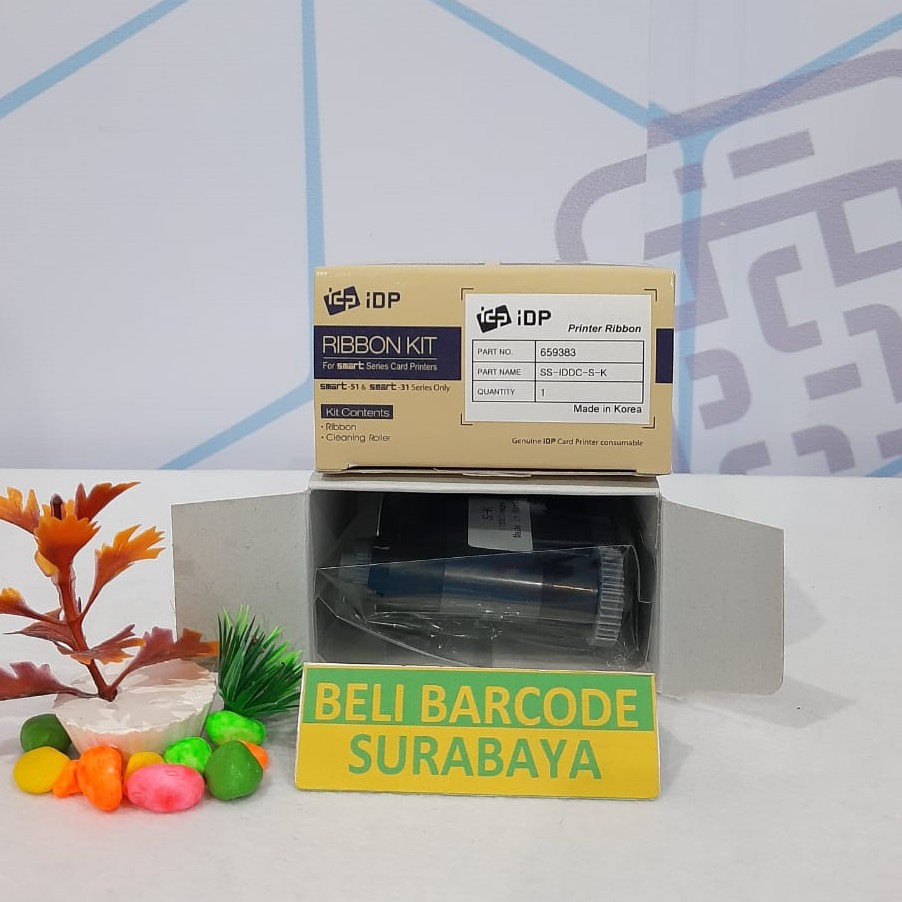 iDP
RIBBON KIT
For smart Series Card Printers
smart-51 & smart-31 Series Only
Kit Contents
• Ribbon
• Cleaning Roller
iDP
Printer Ribbon
PART NO. 659383
PART NAME SS-IDDC-S-K
QUANTITY 1
Made in Korea
Genuine IDP Card Printer consumable
S-K
BELI BARCODE
SURABAYA